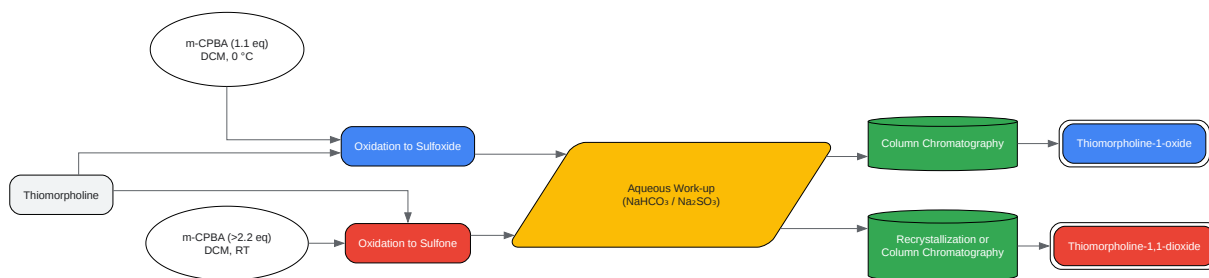 m-CPBA (1.1 eq)
DCM, 0 °C
Oxidation to Sulfoxide
Column Chromatography
Thiomorpholine-1-oxide
Thiomorpholine
Aqueous Work-up
(NaHCO₃ / Na₂SO₃)
m-CPBA (>2.2 eq)
DCM, RT
Oxidation to Sulfone
Recrystallization or
Column Chromatography
Thiomorpholine-1,1-dioxide